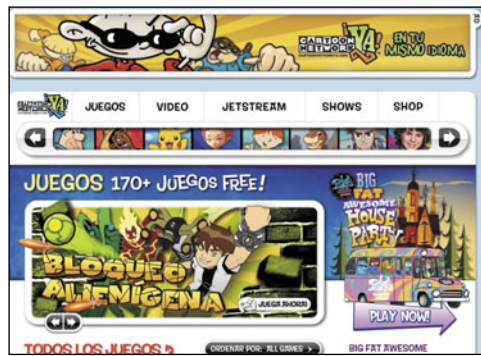 CARTOON NETWORK YA!
EN TU MISMO IDIOMA
JUEGOS VIDEO JETSTREAM SHOWS SHOP
JUEGOS 170+ JUEGOS FREE!
BLOQUEO
ALIENÍGENA
¡JUEGA AHORA!
BIG
FAT
AWESOME
HOUSE
PARTY
PLAY NOW!
TODOS LOS JUEGOS
ORDENAR POR: ALL GAMES >
BIG FAT AWESOME